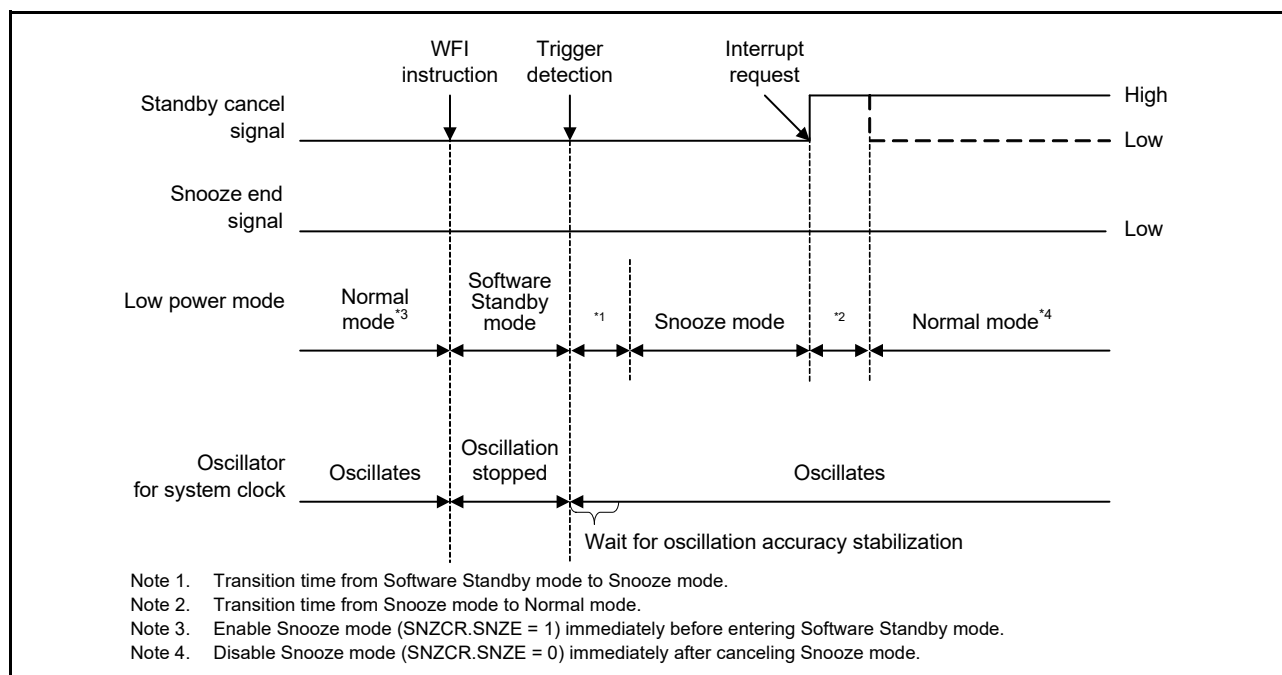 WFI
instruction
Trigger
detection
Interrupt
request
Standby cancel
signal
High
Low
Snooze end
signal
Low
Low power mode
Normal
mode*3
Software
Standby
mode
*1
Snooze mode
*2
Normal mode*4
Oscillator
for system clock
Oscillates
Oscillation
stopped
Oscillates
Wait for oscillation accuracy stabilization
Note 1. Transition time from Software Standby mode to Snooze mode.
Note 2. Transition time from Snooze mode to Normal mode.
Note 3. Enable Snooze mode (SNZCR.SNZE = 1) immediately before entering Software Standby mode.
Note 4. Disable Snooze mode (SNZCR.SNZE = 0) immediately after canceling Snooze mode.